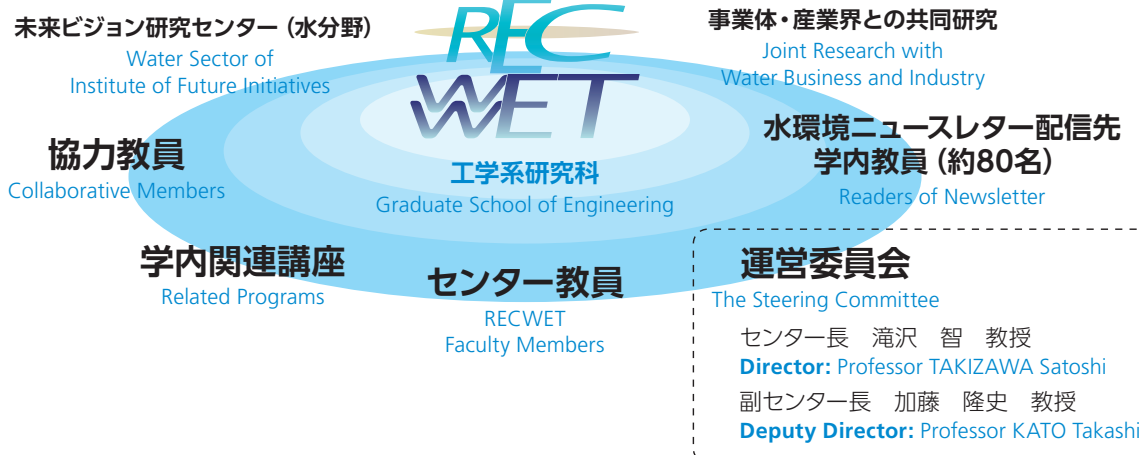 未来ビジョン研究センター（水分野）
Water Sector of
Institute of Future Initiatives
REC
WET
事業体・産業界との共同研究
Joint Research with
Water Business and Industry
協力教員
Collaborative Members
工学系研究科
Graduate School of Engineering
水環境ニュースレター配信先
学内教員（約80名）
Readers of Newsletter
学内関連講座
Related Programs
センター教員
RECWET
Faculty Members
運営委員会
The Steering Committee
センター長　滝沢　智　教授
Director: Professor TAKIZAWA Satoshi
副センター長　加藤　隆史　教授
Deputy Director: Professor KATO Takashi